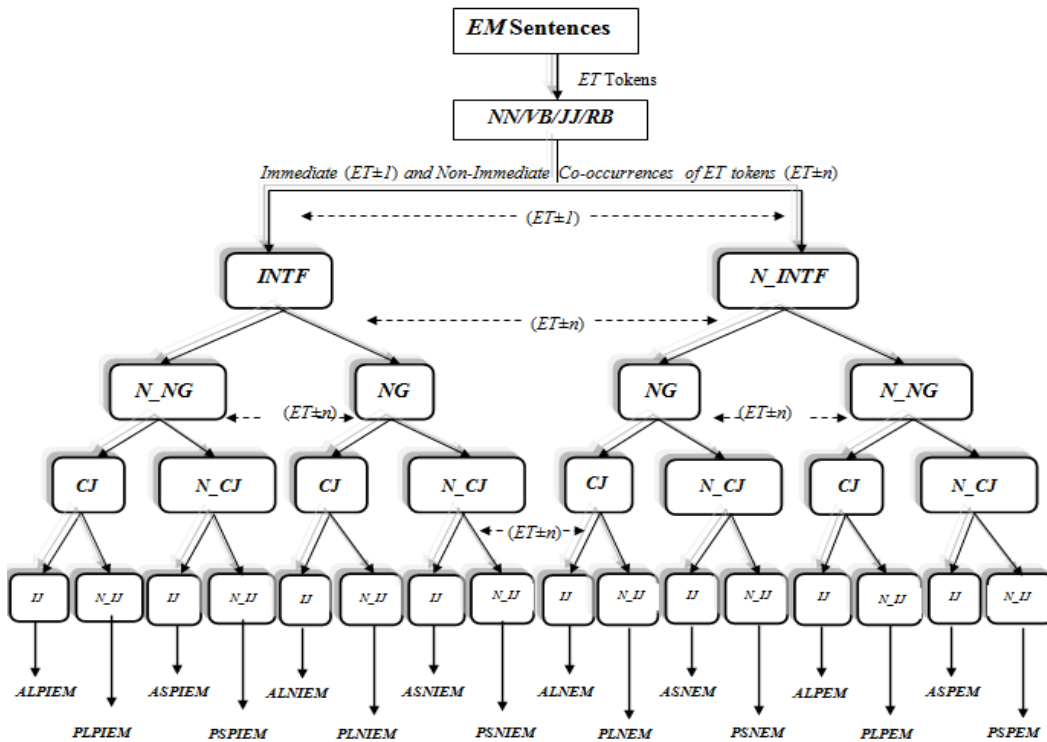 EM Sentences
ET Tokens
NN/VB/JJ/RB
Immediate (ET±1) and Non-Immediate Co-occurrences of ET tokens (ET±n)
(ET±1)
INTF N_INTF
(ET±n)
N_NG NG NG N_NG
(ET±n) (ET±n)
CJ N_CJ CJ N_CJ CJ N_CJ CJ N_CJ
(ET±n)
IJ N_IJ IJ N_IJ IJ N_IJ IJ N_IJ IJ N_IJ IJ N_IJ IJ N_IJ IJ N_IJ
ALPIEM ASPIEM ALNIEM ASNIEM ALNEM ASNEM ALPEM ASPEM
PLPIEM PSPIEM PLNIEM PSNIEM PLNEM PSNEM PLPEM PSPEM